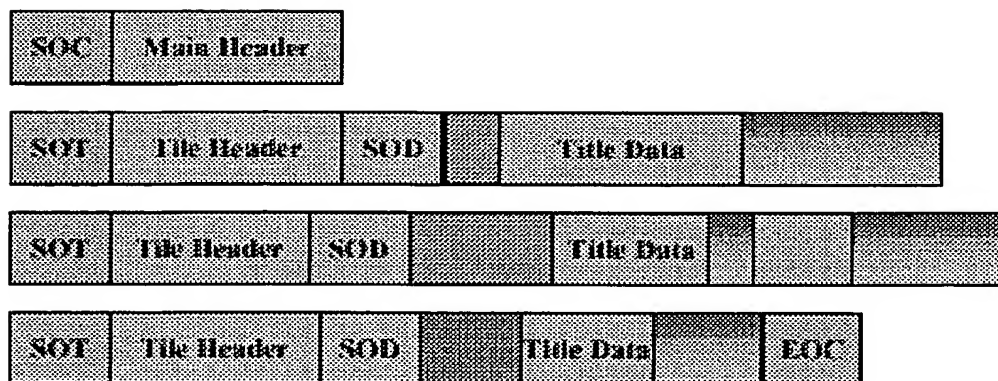 SOC Main Header
SOT Tile Header SOD Title Data
SOT Tile Header SOD Title Data
SOT Tile Header SOD Title Data EOC